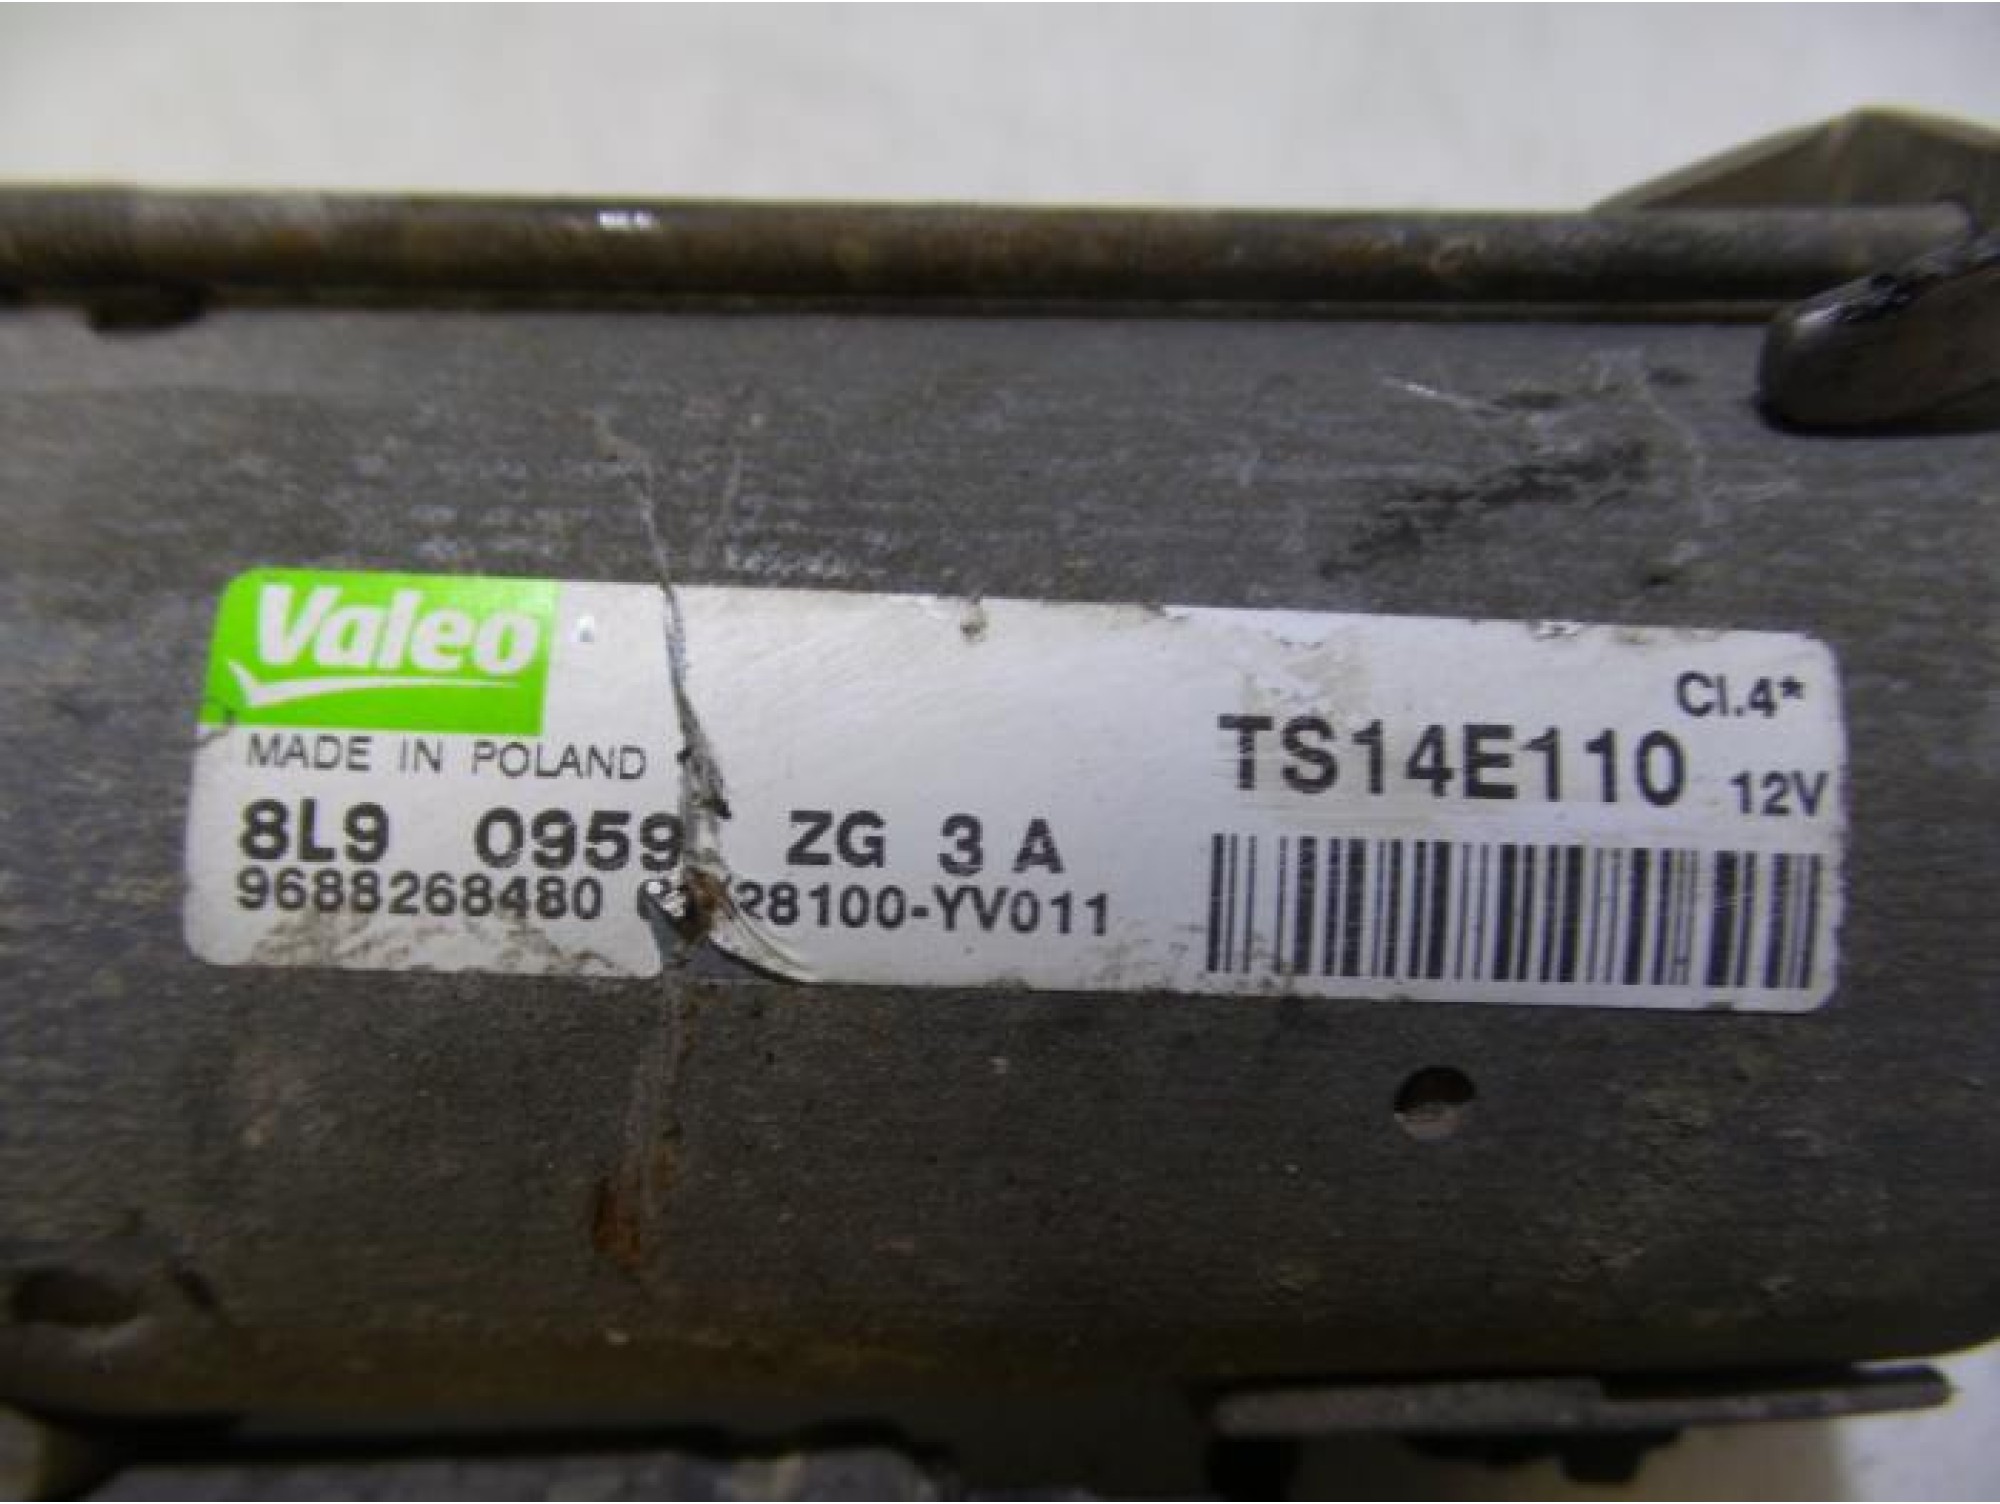 Valeo
MADE IN POLAND
Cl.4*
TS14E110 12V
8L9 0959 ZG 3 A
9688268480 28100-YV011